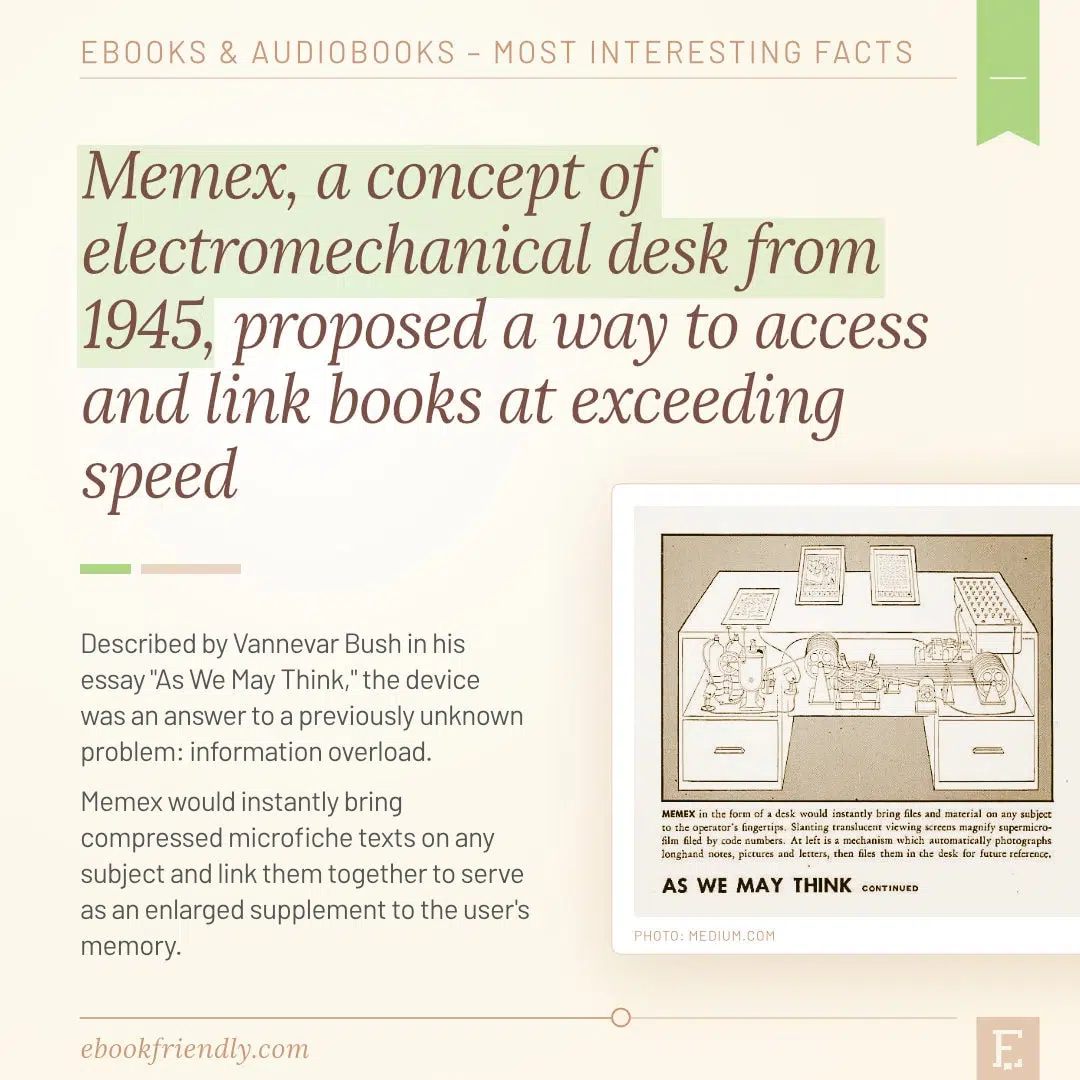 EBOOKS & AUDIOBOOKS – MOST INTERESTING FACTS
Memex, a concept of
electromechanical desk from
1945, proposed a way to access
and link books at exceeding
speed
Described by Vannevar Bush in his
essay "As We May Think," the device
was an answer to a previously unknown
problem: information overload.
Memex would instantly bring
compressed microfiche texts on any
subject and link them together to serve
as an enlarged supplement to the user's
memory.
MEMEX in the form of a desk would instantly bring files and material on any subject
to the operator's fingertips. Slanting translucent viewing screens magnify supermicro-
film filed by code numbers. At left is a mechanism which automatically photographs
longhand notes, pictures and letters, then files them in the desk for future reference.
AS WE MAY THINK CONTINUED
PHOTO: MEDIUM.COM
ebookfriendly.com
E